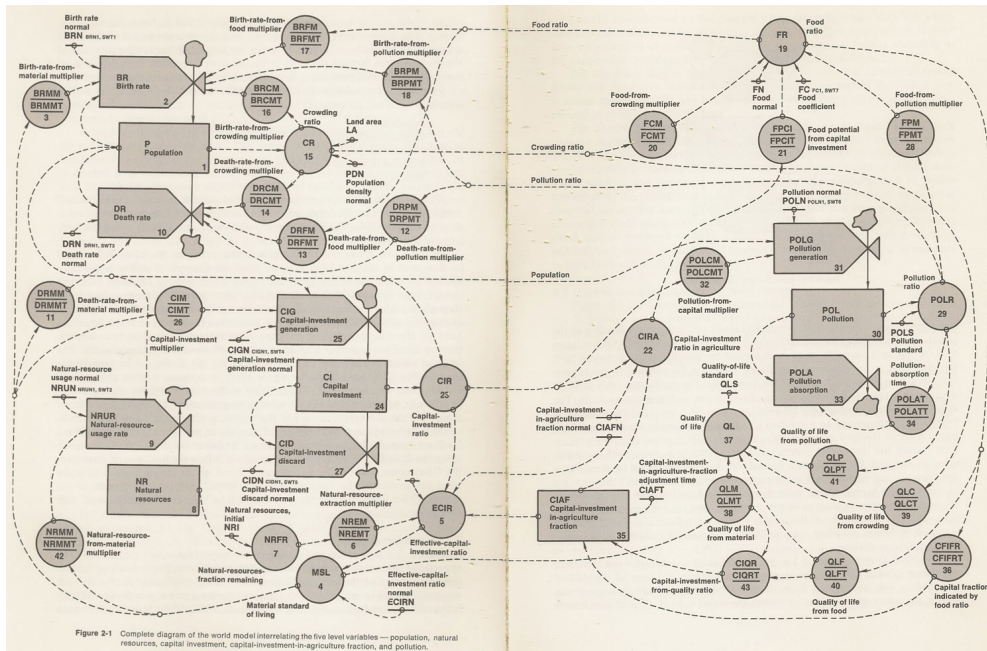 Birth rate
normal
BRN BRN1, SWT1
Birth-rate-from-
material multiplier
BRMM
BRMMT
3
BR
Birth rate
2
Birth-rate-from-
food multiplier
BRFM
BRFMT
17
Birth-rate-from-
pollution multiplier
BRPM
BRPMT
18
BRCM
BRCMT
16
Birth-rate-from-
crowding multiplier
P
Population
1
Crowding
ratio
CR
15
Land area
LA
PDN
Population
density
normal
Death-rate-from-
crowding multiplier
DRCM
DRCMT
14
DR
Death rate
10
DRN DRN1, SWT3
Death rate
normal
DRFM
DRFMT
13
Death-rate-from-
food multiplier
DRPM
DRPMT
12
Death-rate-from-
pollution multiplier
DRMM
DRMMT
11
Death-rate-from-
material multiplier
CIM
CIMT
26
Capital-investment
multiplier
CIG
Capital-investment
generation
25
CIGN CIGN1, SWT4
Capital-investment
generation normal
CI
Capital
investment
24
CIR
23
Capital-
investment
ratio
CID
Capital-investment
discard
27
CIDN CIDN1, SWT5
Capital-investment
discard normal
Natural-resource
usage normal
NRUN NRUN1, SWT2
NRUR
Natural-resource-
usage rate
9
NR
Natural
resources
8
Natural resources,
initial
NRI
NRFR
7
Natural-resources-
fraction remaining
Natural-resource-
extraction multiplier
NREM
NREMT
6
1
ECIR
5
Effective-capital-
investment ratio
NRMM
NRMMT
42
Natural-resource-
from-material
multiplier
MSL
4
Material standard
of living
Effective-capital-
investment ratio
normal
ECIRN
Food ratio
Crowding ratio
Pollution ratio
Population
FR
19
Food
ratio
FN
Food
normal
FC FC1, SWT7
Food
coefficient
Food-from-
crowding multiplier
FCM
FCMT
20
FPCI
FPCIT
21
Food potential
from capital
investment
Food-from-
pollution multiplier
FPM
FPMT
28
Pollution normal
POLN POLN1, SWT6
POLG
Pollution
generation
31
POLCM
POLCMT
32
Pollution-from-
capital multiplier
POL
Pollution
30
Pollution
ratio
POLR
29
POLS
Pollution
standard
POLA
Pollution
absorption
33
Pollution-
absorption
time
POLAT
POLATT
34
CIRA
22
Capital-investment
ratio in agriculture
Capital-investment-
in-agriculture
fraction normal
CIAFN
Quality-of-life
standard
QLS
Quality
of life
QL
37
Quality of life
from pollution
QLP
QLPT
41
QLC
QLCT
39
Quality of life
from crowding
QLM
QLMT
38
Quality of life
from material
Capital-investment-
in-agriculture-fraction
adjustment time
CIAFT
CIAF
Capital-investment
in-agriculture
fraction
35
CIQR
CIQRT
43
Capital-investment-
from-quality ratio
QLF
QLFT
40
Quality of life
from food
CFIFR
CFIFRT
36
Capital fraction
indicated by
food ratio
Figure 2-1 Complete diagram of the world model interrelating the five level variables — population, natural
resources, capital investment, capital-investment-in-agriculture fraction, and pollution.